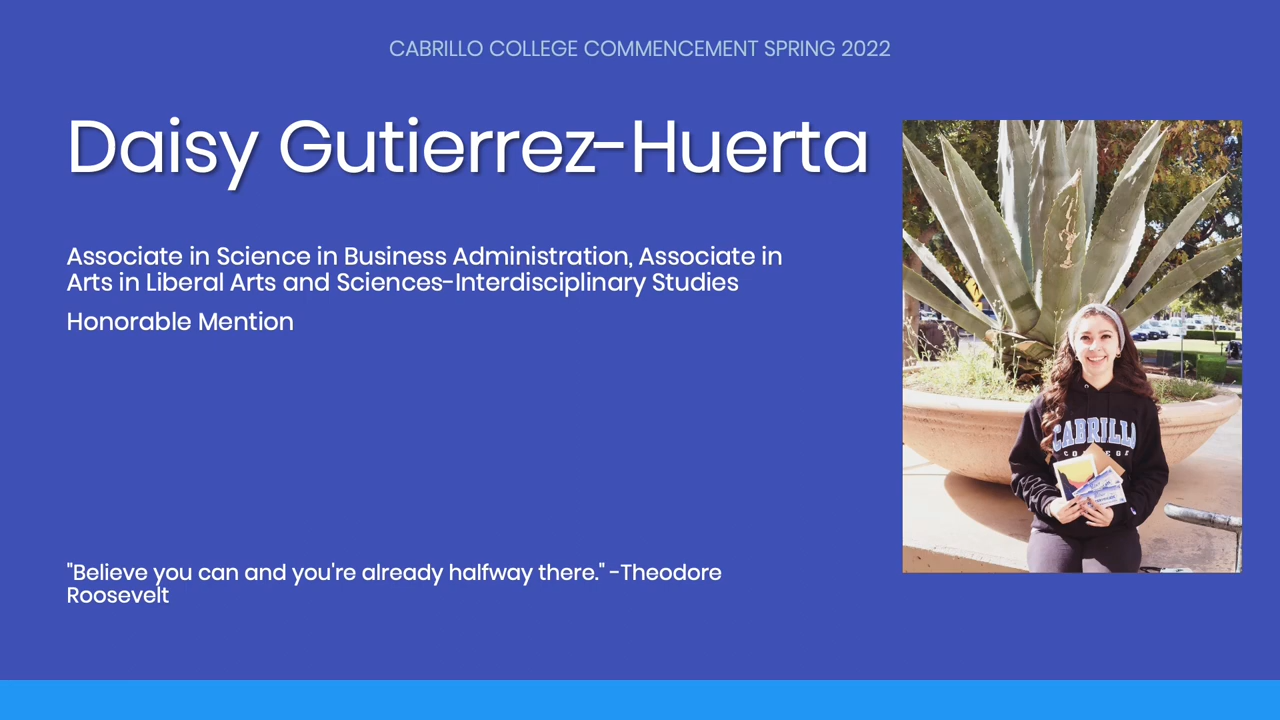 CABRILLO COLLEGE COMMENCEMENT SPRING 2022
Daisy Gutierrez-Huerta
Associate in Science in Business Administration, Associate in
Arts in Liberal Arts and Sciences-Interdisciplinary Studies
Honorable Mention
CABRILLO
COLLEGE
"Believe you can and you're already halfway there." -Theodore
Roosevelt